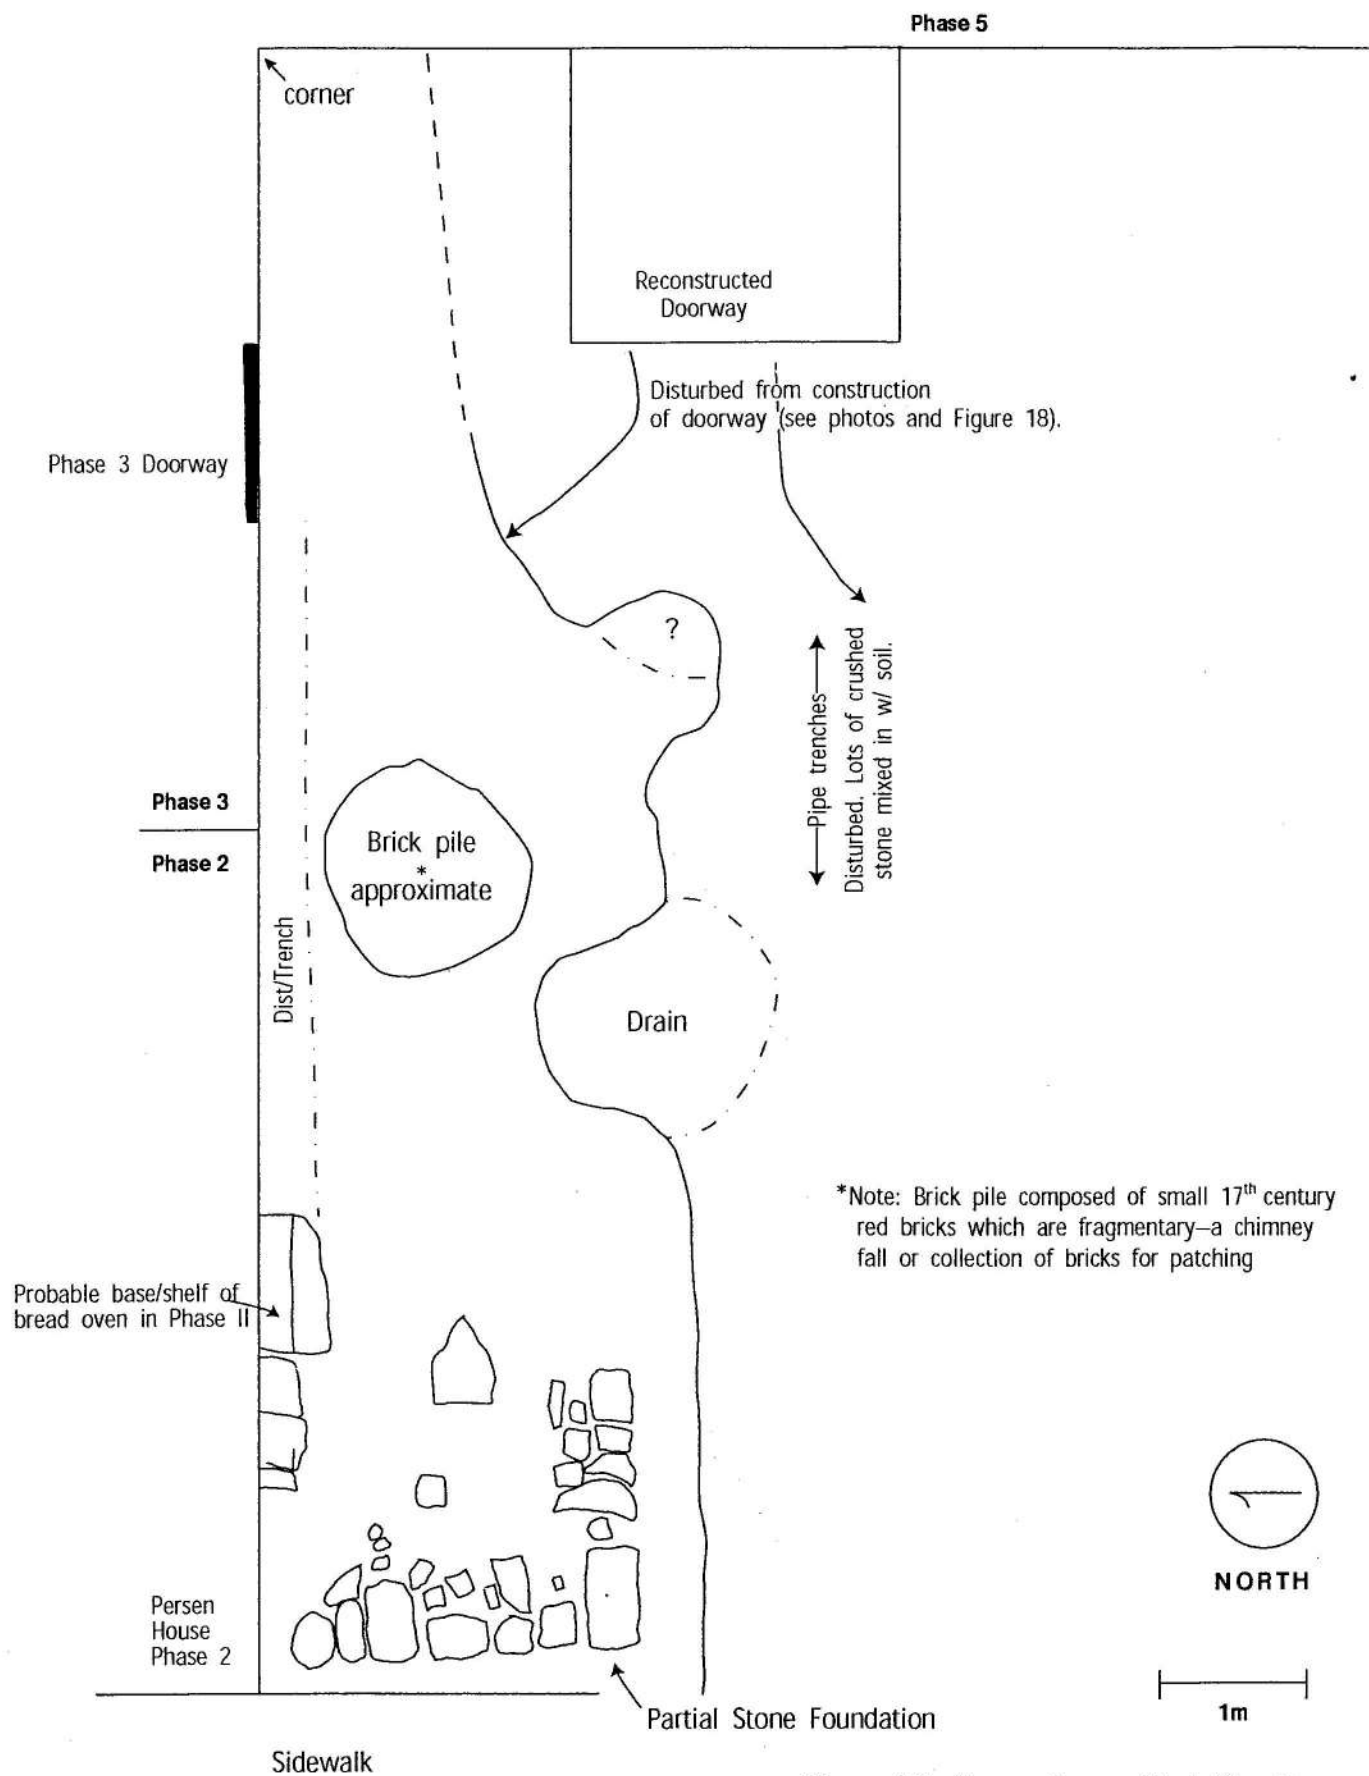 Phase 5
corner
Reconstructed
Doorway
Disturbed from construction
of doorway (see photos and Figure 18).
Phase 3 Doorway
?
Pipe trenches
Disturbed. Lots of crushed
stone mixed in w/ soil.
Phase 3
Phase 2
Brick pile
*
approximate
Dist/Trench
Drain
*Note: Brick pile composed of small 17th century
red bricks which are fragmentary—a chimney
fall or collection of bricks for patching
Probable base/shelf of
bread oven in Phase II
NORTH
Persen
House
Phase 2
1m
Partial Stone Foundation
Sidewalk